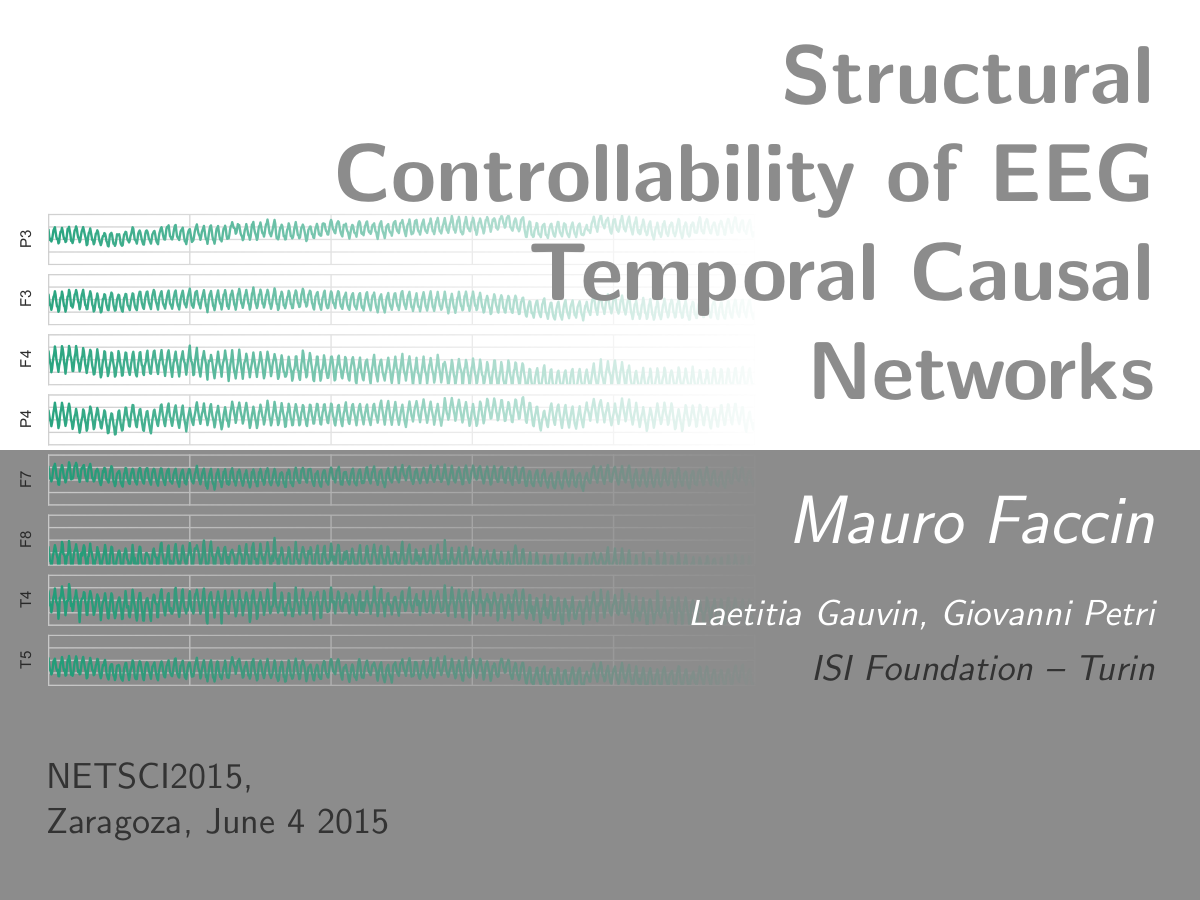 Structural
Controllability of EEG
Temporal Causal
Networks
P3
F3
F4
P4
F7
F8
T4
T5
Mauro Faccin
Laetitia Gauvin, Giovanni Petri
ISI Foundation – Turin
NETSCI2015,
Zaragoza, June 4 2015